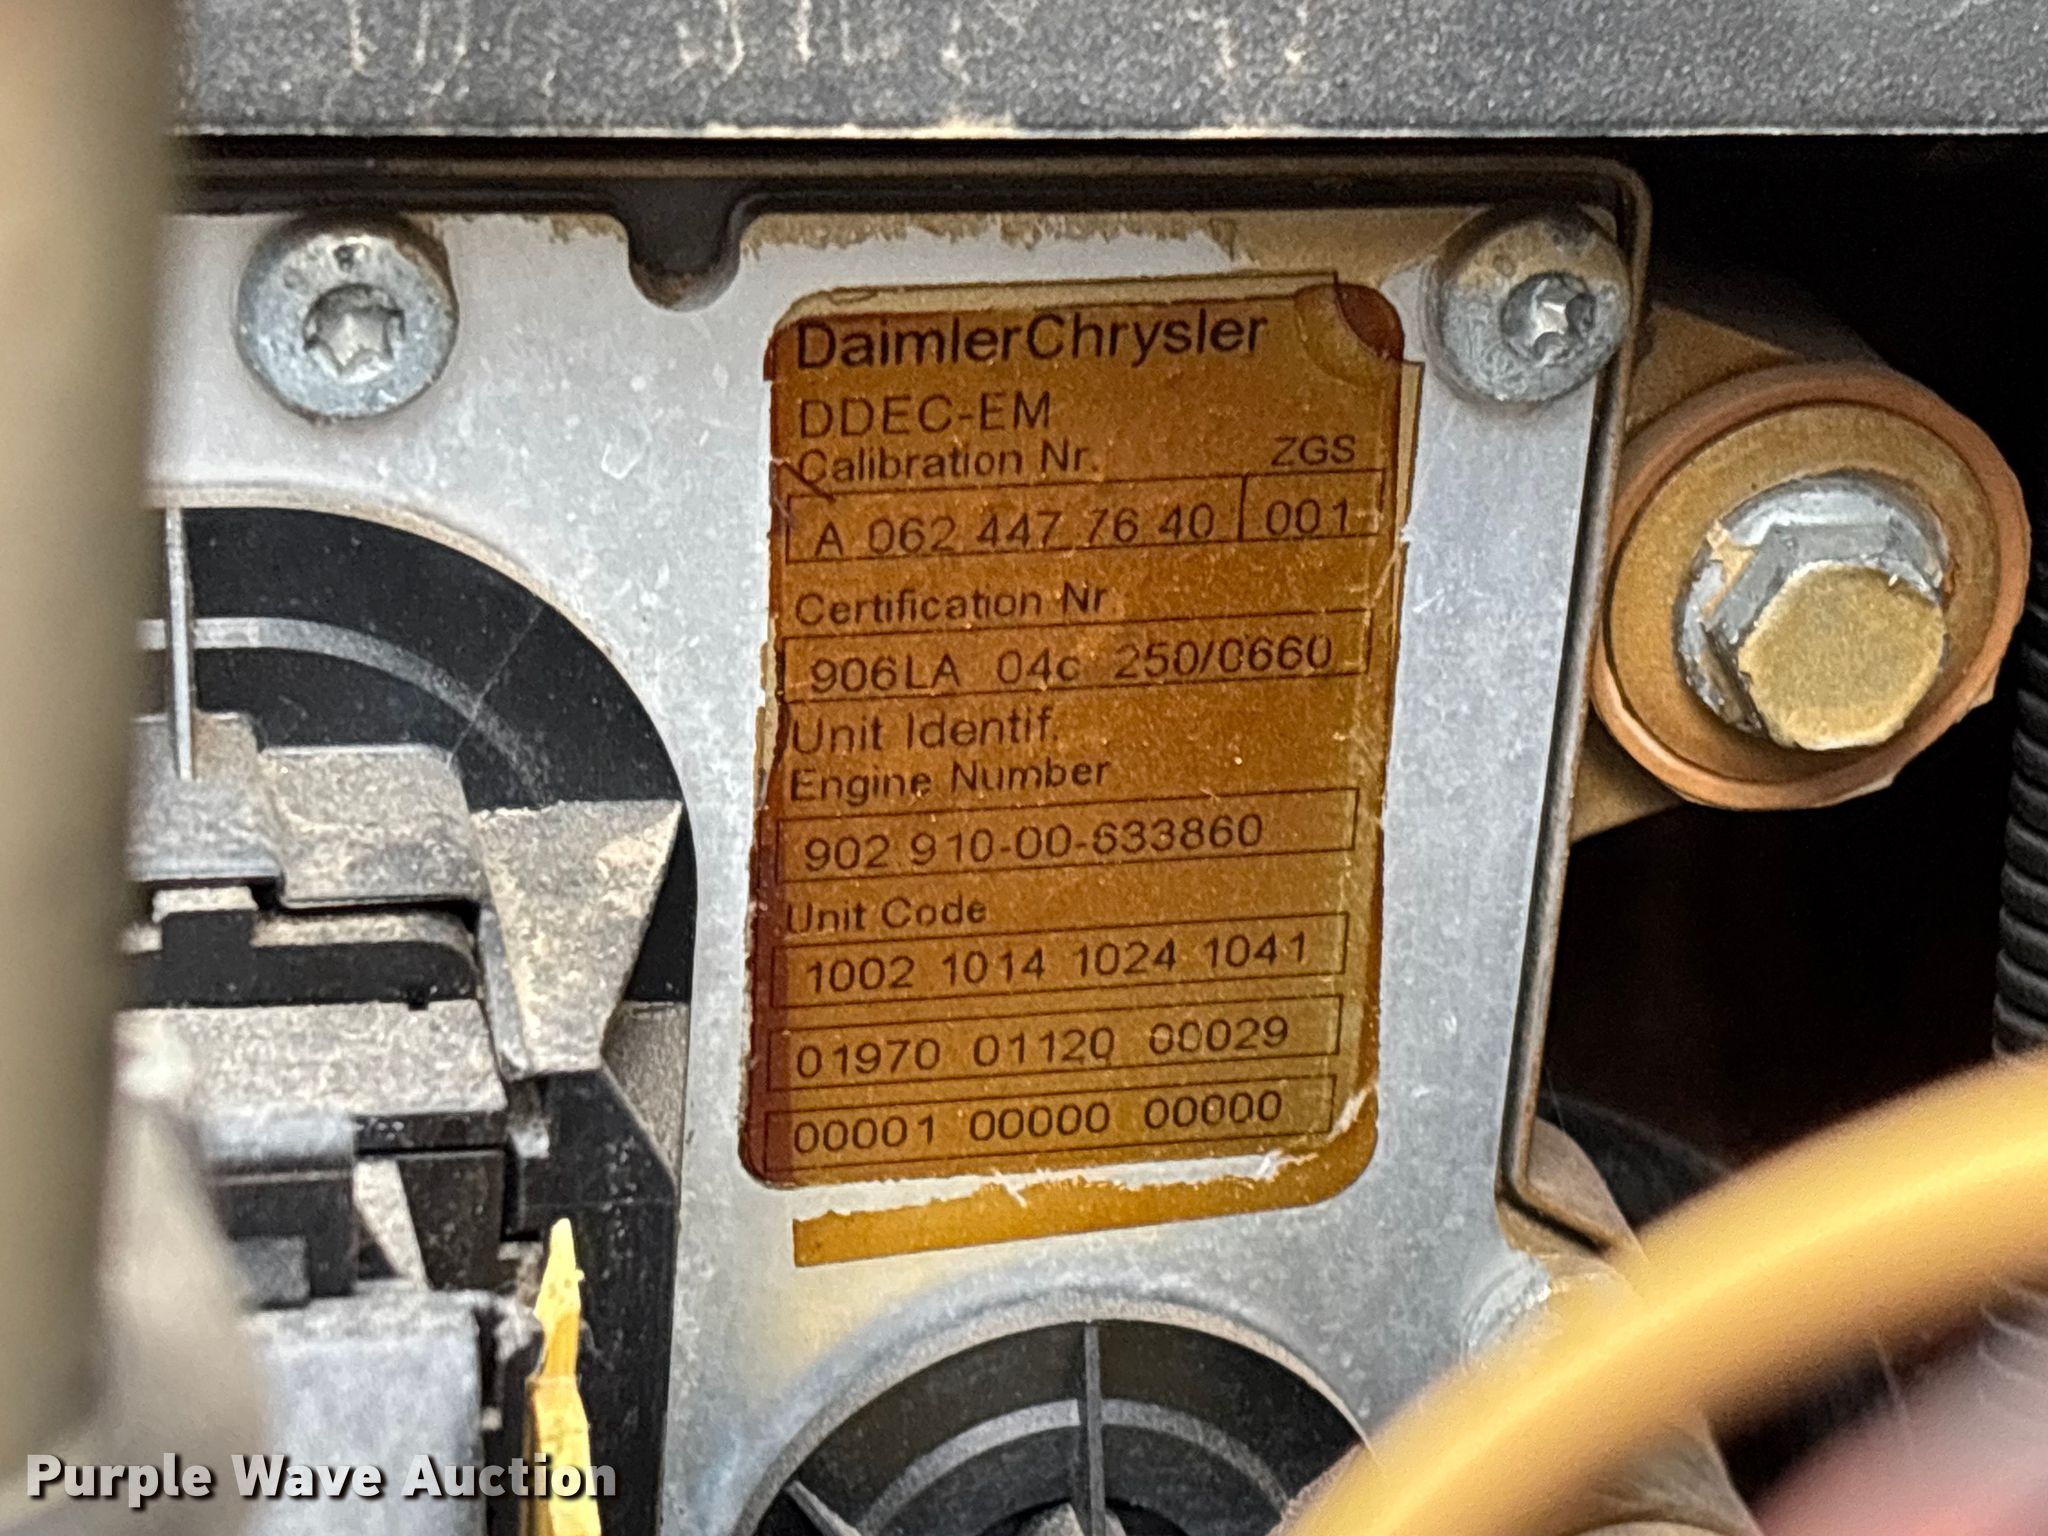 DaimlerChrysler
DDEC-EM
Calibration Nr. ZGS
A 062 447 76 40 001
Certification Nr.
906LA 04c 250/0660
Unit Identif.
Engine Number
902 910-00-633860
Unit Code
1002 1014 1024 1041
01970 01120 00029
00001 00000 00000
Purple Wave Auction